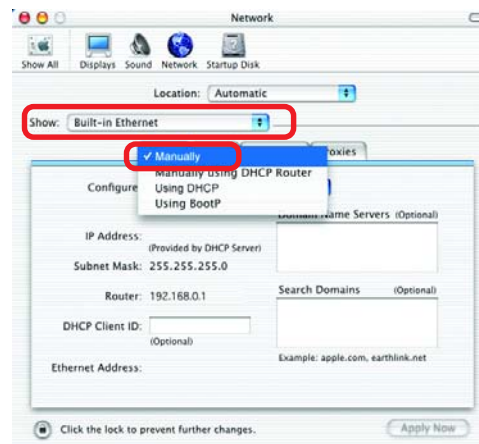 Network
Show All Displays Sound Network Startup Disk
Location: Automatic
Show: Built-in Ethernet
✓ Manually
Manually using DHCP Router
Using DHCP
Using BootP
Proxies
Configure
Domain Name Servers (Optional)
IP Address:
(Provided by DHCP Server)
Subnet Mask: 255.255.255.0
Router: 192.168.0.1
Search Domains (Optional)
DHCP Client ID:
(Optional)
Example: apple.com, earthlink.net
Ethernet Address:
Click the lock to prevent further changes.
Apply Now